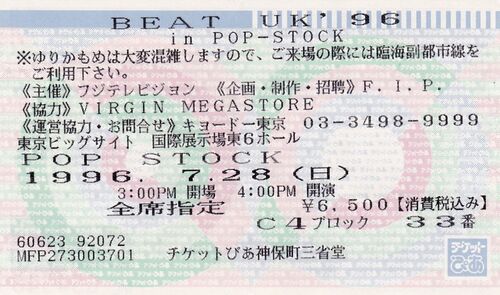 BEAT UK'96
in POP-STOCK
※ゆりかもめは大変混雑しますので、ご来場の際には臨海副都市線を
ご利用下さい。
《主催》フジテレビジョン 《企画・制作・招聘》F.I.P.
《協力》VIRGIN MEGASTORE
《運営協力・お問合せ》キョードー東京 03-3498-9999
東京ビッグサイト 国際展示場東6ホール
POP STOCK
1996. 7.28(日)
3:00PM 開場 4:00PM 開演
全席指定 ¥6,500【消費税込み】
C4ブロック 33番
60623 92072
MFP273003701 チケットぴあ神保町三省堂
チケット
ぴあ